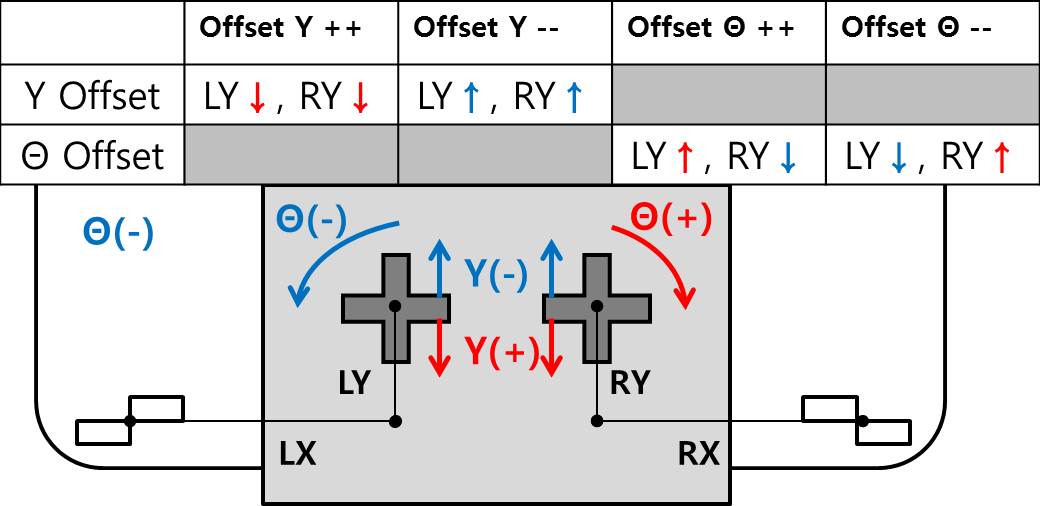 Offset Y ++ Offset Y -- Offset Θ ++ Offset Θ --
Y Offset LY ↓ , RY ↓ LY ↑ , RY ↑
Θ Offset LY ↑ , RY ↓ LY ↓ , RY ↑
Θ(-) Θ(-) Θ(+)
Y(-)
Y(+)
LY RY
LX RX